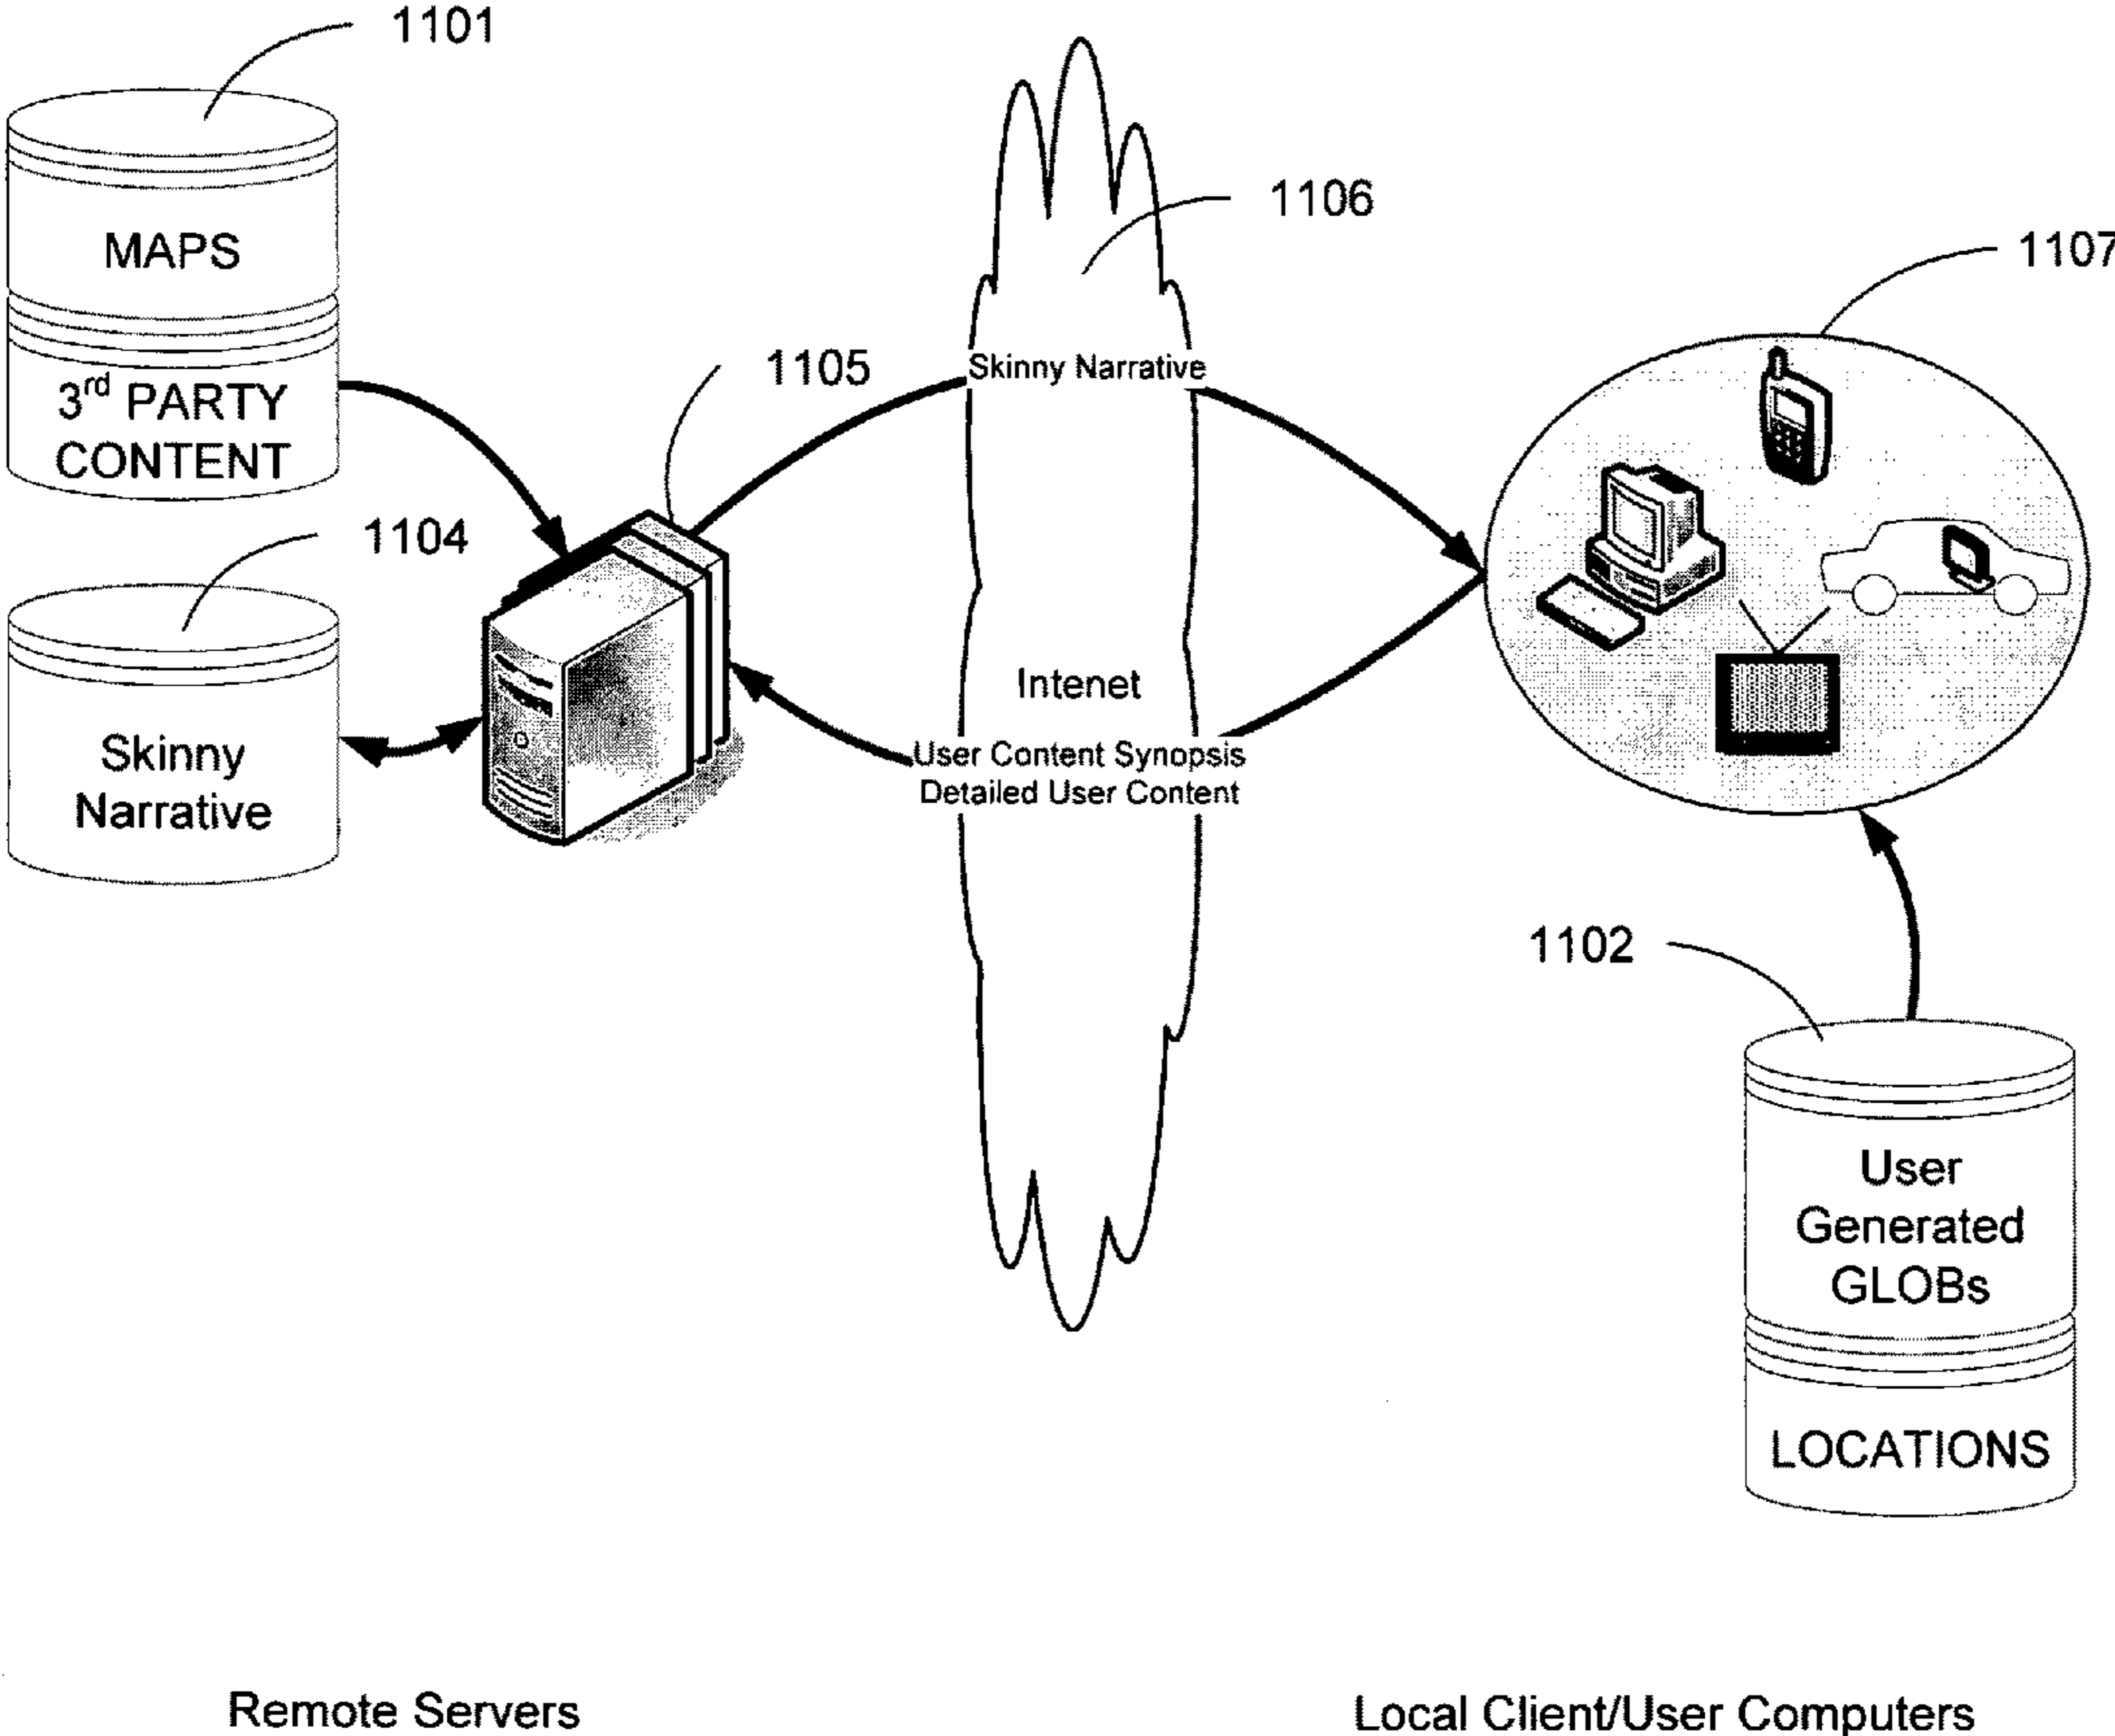 1101
MAPS
3rd PARTY
CONTENT
1104
Skinny
Narrative
1105
1106
Skinny Narrative
Intenet
User Content Synopsis
Detailed User Content
1107
1102
User
Generated
GLOBs
LOCATIONS
Remote Servers
Local Client/User Computers